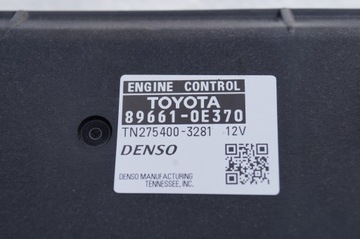 ENGINE CONTROL
TOYOTA
89661-0E370
TN275400-3281 12V
DENSO
DENSO MANUFACTURING
TENNESSEE, INC.